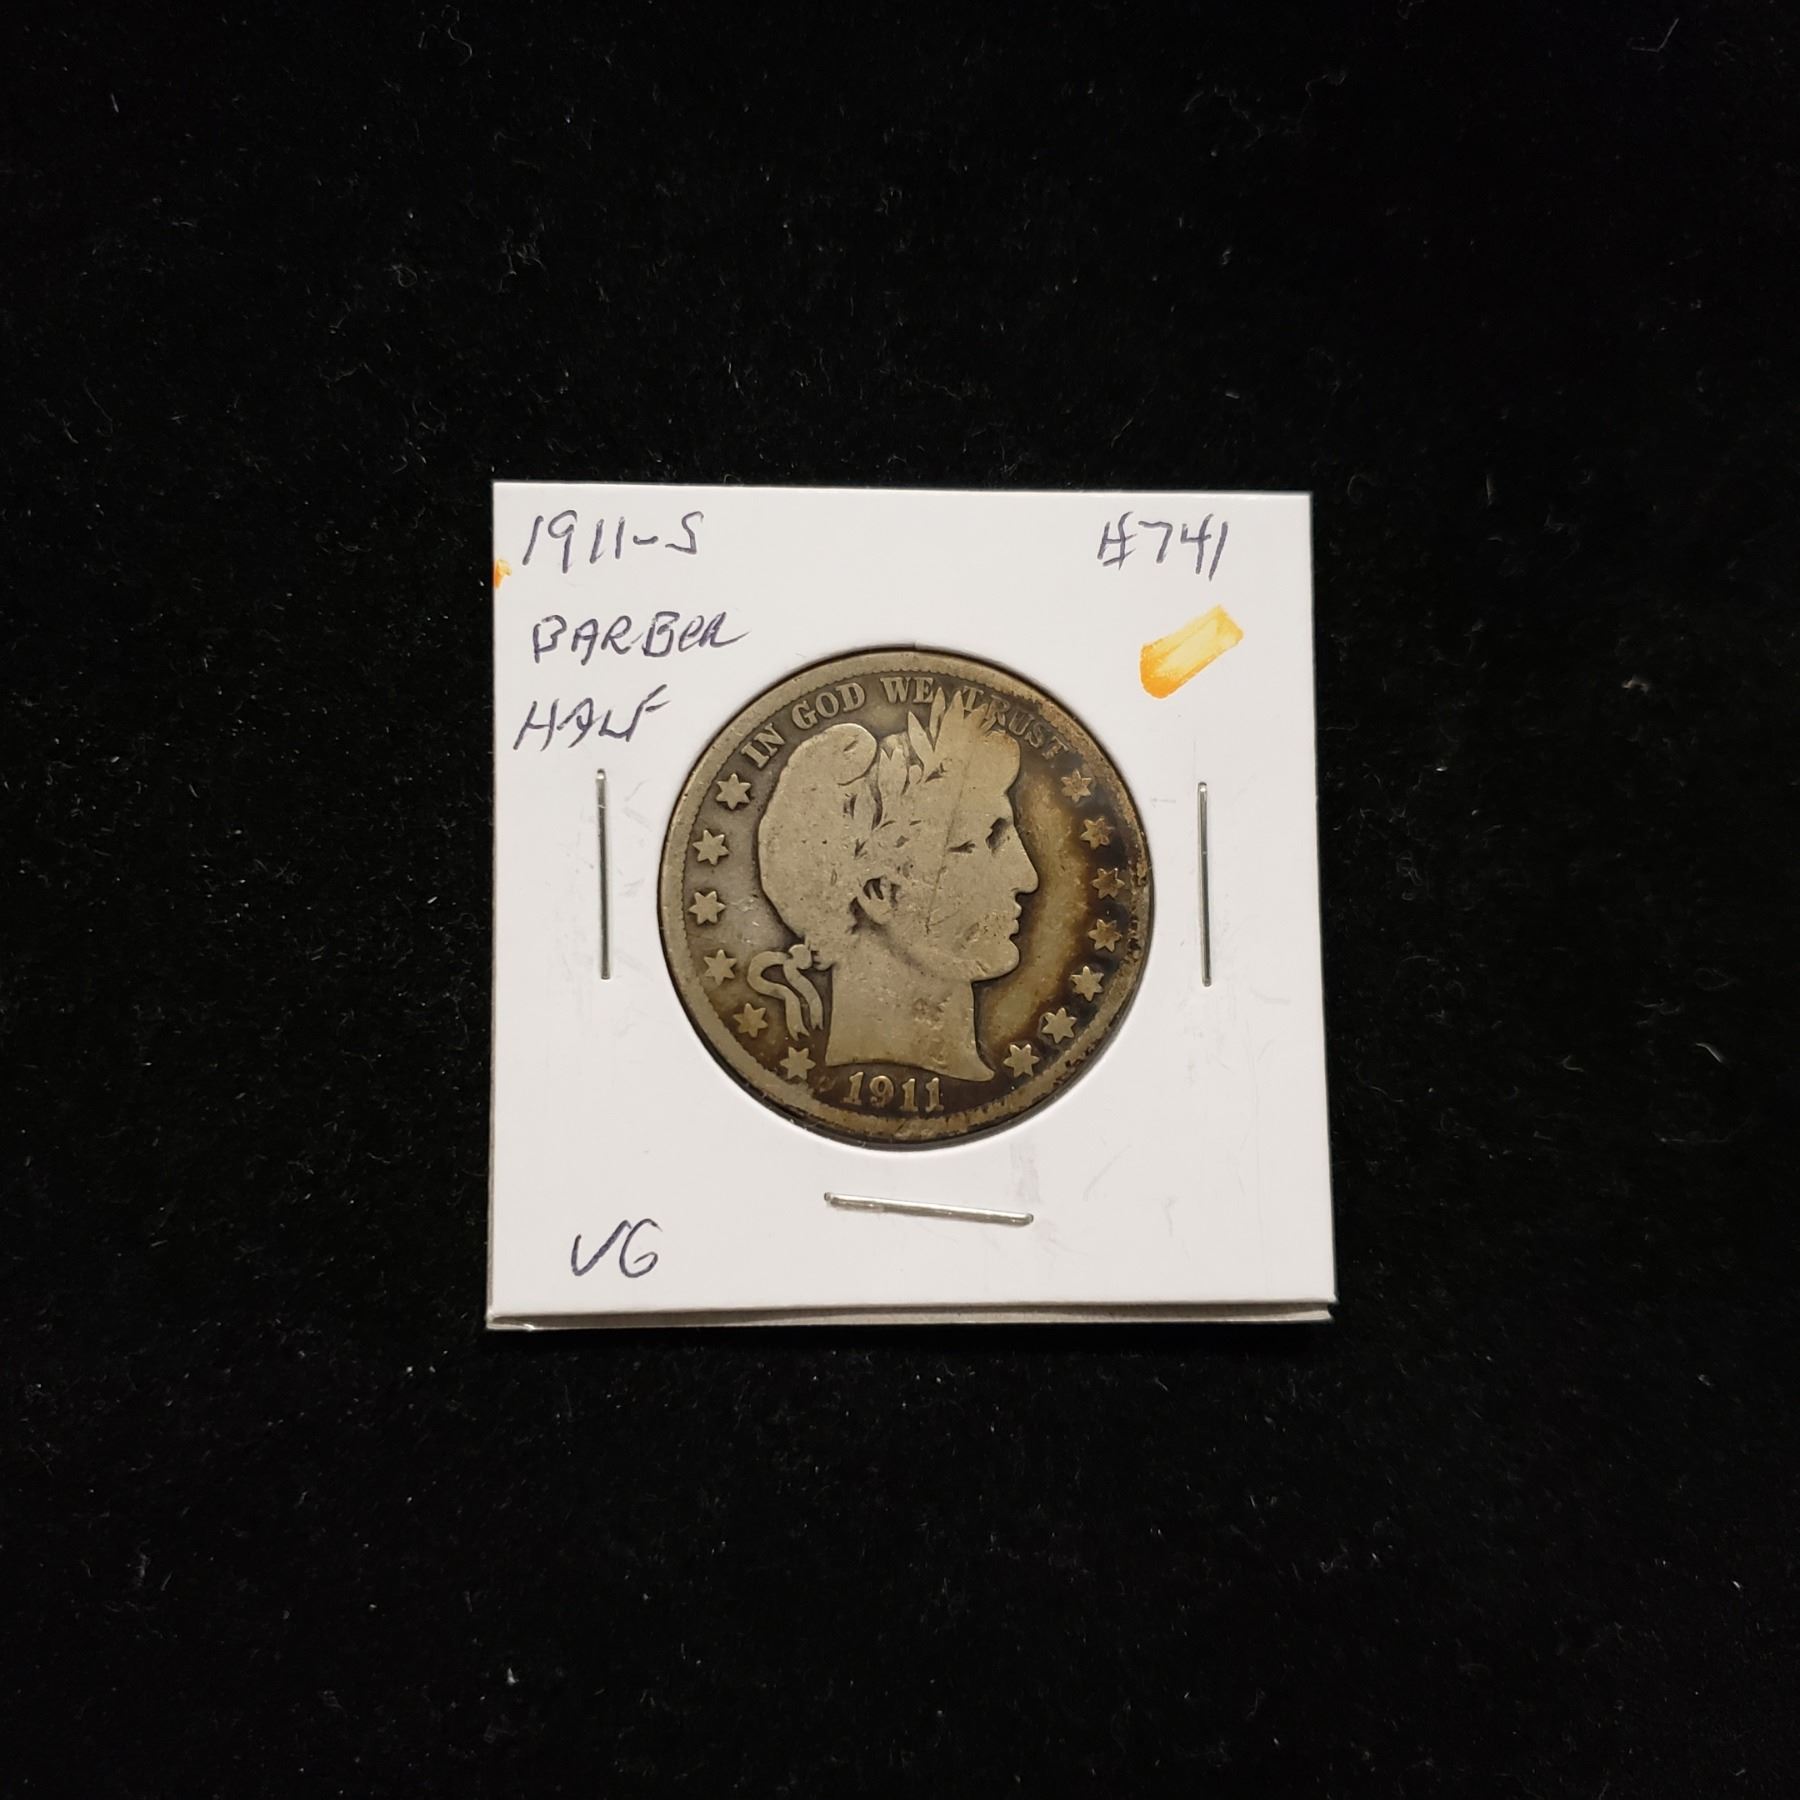 1911-S
#741
BARBER
HALF
IN GOD WE TRUST
1911
VG